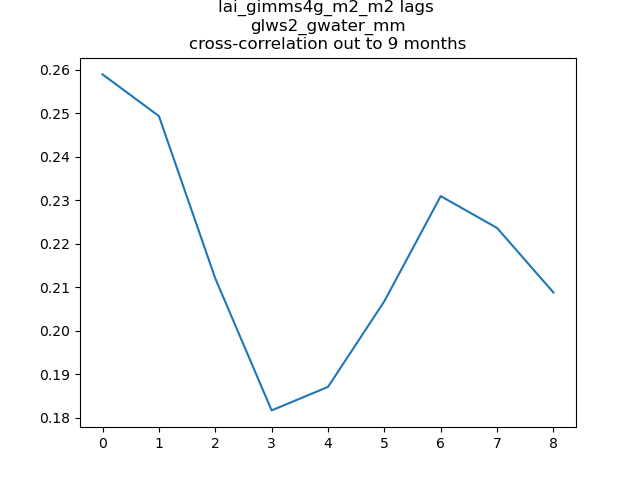 lai_gimms4g_m2_m2 lags
glws2_gwater_mm
cross-correlation out to 9 months
0.26
0.25
0.24
0.23
0.22
0.21
0.20
0.19
0.18
0 1 2 3 4 5 6 7 8